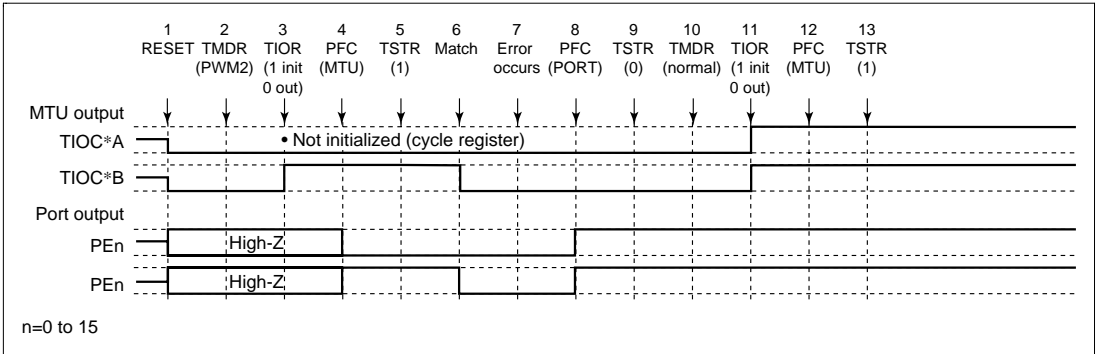 1 2 3 4 5 6 7 8 9 10 11 12 13
RESET TMDR TIOR PFC TSTR Match Error PFC TSTR TMDR TIOR PFC TSTR
(PWM2) (1 init (MTU) (1) occurs (PORT) (0) (normal) (1 init (MTU) (1)
0 out) 0 out)
MTU output
TIOC*A • Not initialized (cycle register)
TIOC*B
Port output
PEn High-Z
PEn High-Z
n=0 to 15